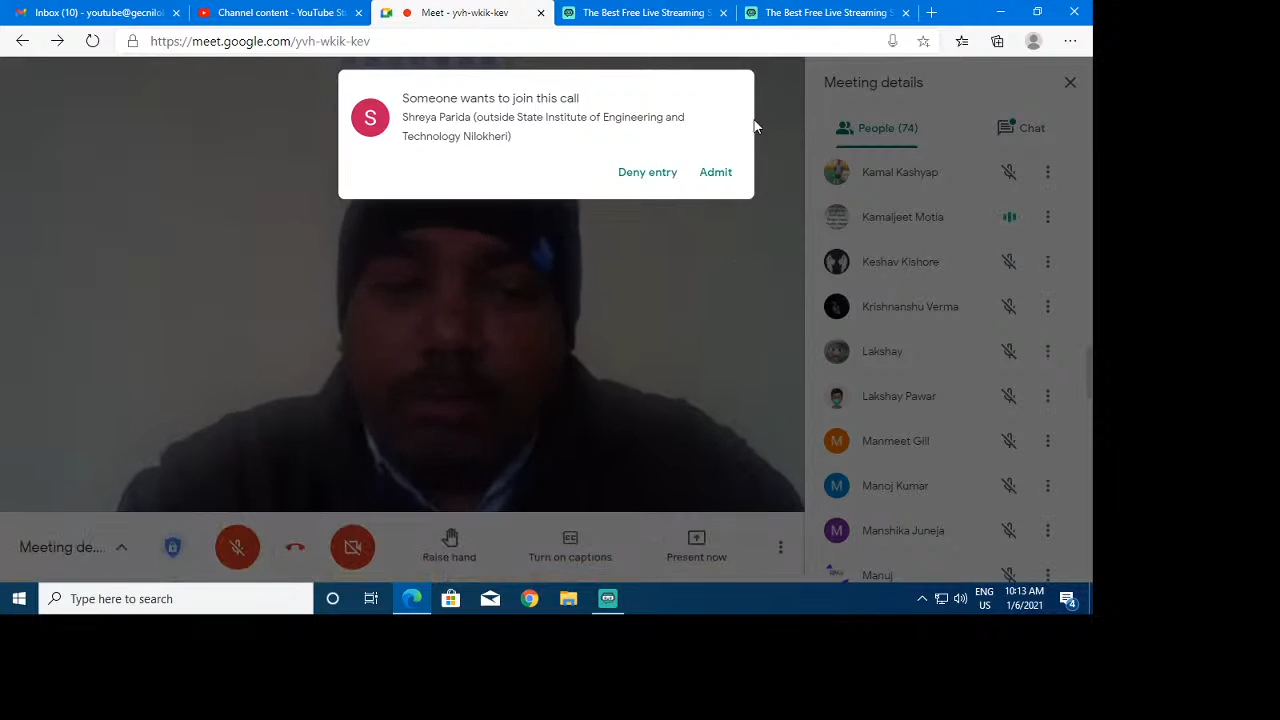 Inbox (10) - youtube@gecnilo
Channel content - YouTube St
Meet - yvh-wkik-kev
The Best Free Live Streaming S
The Best Free Live Streaming S
https://meet.google.com/yvh-wkik-kev
Someone wants to join this call
S
Shreya Parida (outside State Institute of Engineering and
Technology Nilokheri)
Deny entry
Admit
Meeting details
People (74)
Chat
Kamal Kashyap
Kamaljeet Motia
Keshav Kishore
Krishnanshu Verma
Lakshay
Lakshay Pawar
M
Manmeet Gill
M
Manoj Kumar
M
Manshika Juneja
Manuj
Meeting de...
CC
Raise hand
Turn on captions
Present now
Type here to search
ENG
US
10:13 AM
1/6/2021
4